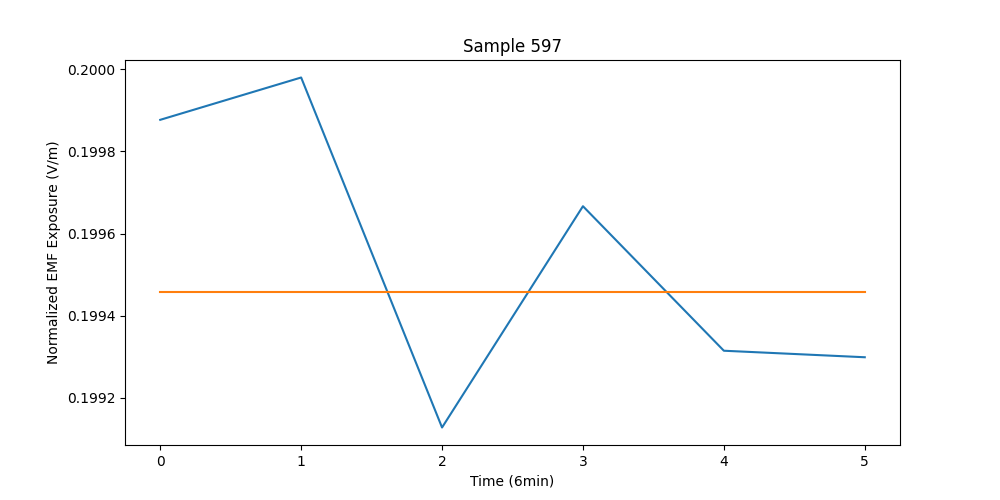 Sample 597
Normalized EMF Exposure (V/m)
0.2000
0.1998
0.1996
0.1994
0.1992
0 1 2 3 4 5
Time (6min)